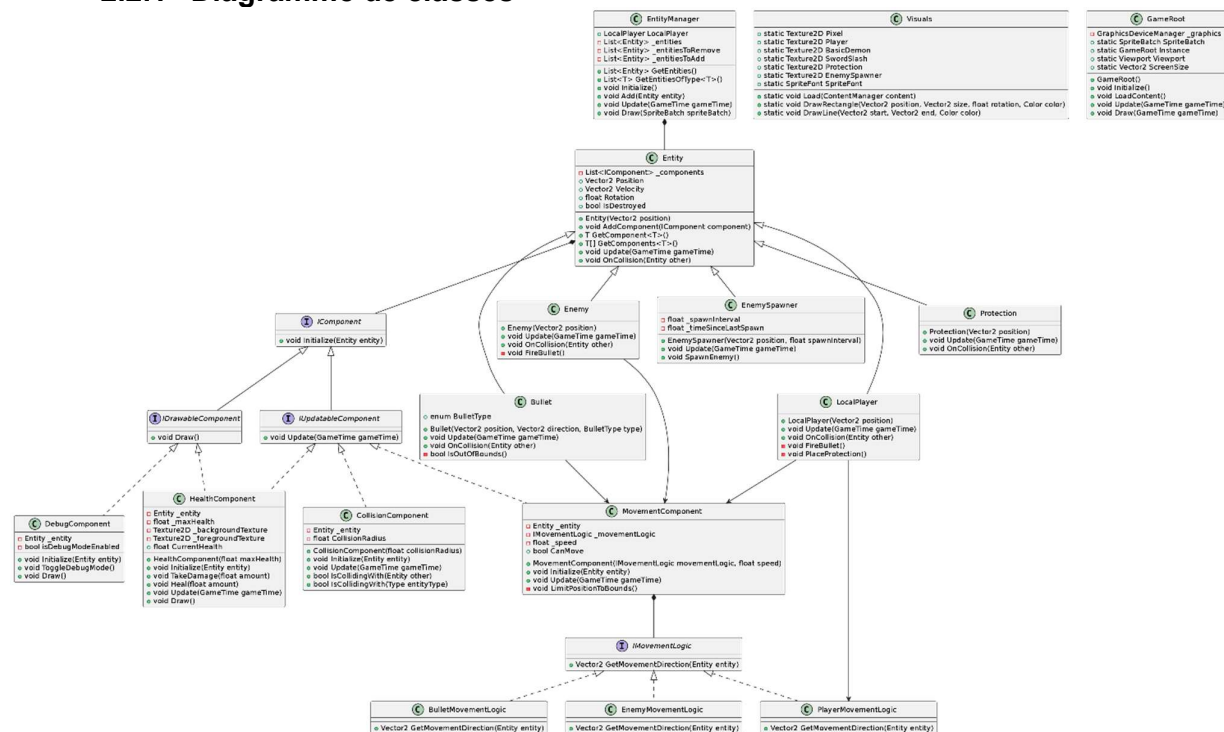 2.2.1 Diagramme de classes
C EntityManager
LocalPlayer LocalPlayer
List<Entity> _entities
List<Entity> _entitiesToRemove
List<Entity> _entitiesToAdd
List<Entity> GetEntities()
List<T> GetEntitiesOfType<T>()
void Initialize()
void Add(Entity entity)
void Update(GameTime gameTime)
void Draw(SpriteBatch spriteBatch)
C Visuals
static Texture2D Pixel
static Texture2D Player
static Texture2D BasicDemon
static Texture2D SwordSlash
static Texture2D Protection
static Texture2D EnemySpawner
static SpriteFont SpriteFont
static void Load(ContentManager content)
static void DrawRectangle(Vector2 position, Vector2 size, float rotation, Color color)
static void DrawLine(Vector2 start, Vector2 end, Color color)
C GameRoot
GraphicsDeviceManager _graphics
static SpriteBatch SpriteBatch
static GameRoot Instance
static Viewport Viewport
static Vector2 ScreenSize
GameRoot()
void Initialize()
void LoadContent()
void Update(GameTime gameTime)
void Draw(GameTime gameTime)
C Entity
List<IComponent> _components
Vector2 Position
Vector2 Velocity
float Rotation
bool IsDestroyed
Entity(Vector2 position)
void AddComponent(IComponent component)
T GetComponent<T>()
T[] GetComponents<T>()
void Update(GameTime gameTime)
void OnCollision(Entity other)
I IComponent
void Initialize(Entity entity)
C Enemy
Enemy(Vector2 position)
void Update(GameTime gameTime)
void OnCollision(Entity other)
void FireBullet()
C EnemySpawner
float _spawnInterval
float _timeSinceLastSpawn
EnemySpawner(Vector2 position, float spawnInterval)
void Update(GameTime gameTime)
void SpawnEnemy()
C Protection
Protection(Vector2 position)
void Update(GameTime gameTime)
void OnCollision(Entity other)
I IDrawableComponent
void Draw()
I IUpdatableComponent
void Update(GameTime gameTime)
C Bullet
enum BulletType
Bullet(Vector2 position, Vector2 direction, BulletType type)
void Update(GameTime gameTime)
void OnCollision(Entity other)
bool IsOutOfBounds()
C LocalPlayer
LocalPlayer(Vector2 position)
void Update(GameTime gameTime)
void OnCollision(Entity other)
void FireBullet()
void PlaceProtection()
C DebugComponent
Entity _entity
bool isDebugModeEnabled
void Initialize(Entity entity)
void ToggleDebugMode()
void Draw()
C HealthComponent
Entity _entity
float _maxHealth
Texture2D _backgroundTexture
Texture2D _foregroundTexture
float CurrentHealth
HealthComponent(float maxHealth)
void Initialize(Entity entity)
void TakeDamage(float amount)
void Heal(float amount)
void Update(GameTime gameTime)
void Draw()
C CollisionComponent
Entity _entity
float CollisionRadius
CollisionComponent(float collisionRadius)
void Initialize(Entity entity)
void Update(GameTime gameTime)
bool IsCollidingWith(Entity other)
bool IsCollidingWith(Type entityType)
C MovementComponent
Entity _entity
IMovementLogic _movementLogic
float _speed
bool CanMove
MovementComponent(IMovementLogic movementLogic, float speed)
void Initialize(Entity entity)
void Update(GameTime gameTime)
void LimitPositionToBounds()
I IMovementLogic
Vector2 GetMovementDirection(Entity entity)
C BulletMovementLogic
Vector2 GetMovementDirection(Entity entity)
C EnemyMovementLogic
Vector2 GetMovementDirection(Entity entity)
C PlayerMovementLogic
Vector2 GetMovementDirection(Entity entity)